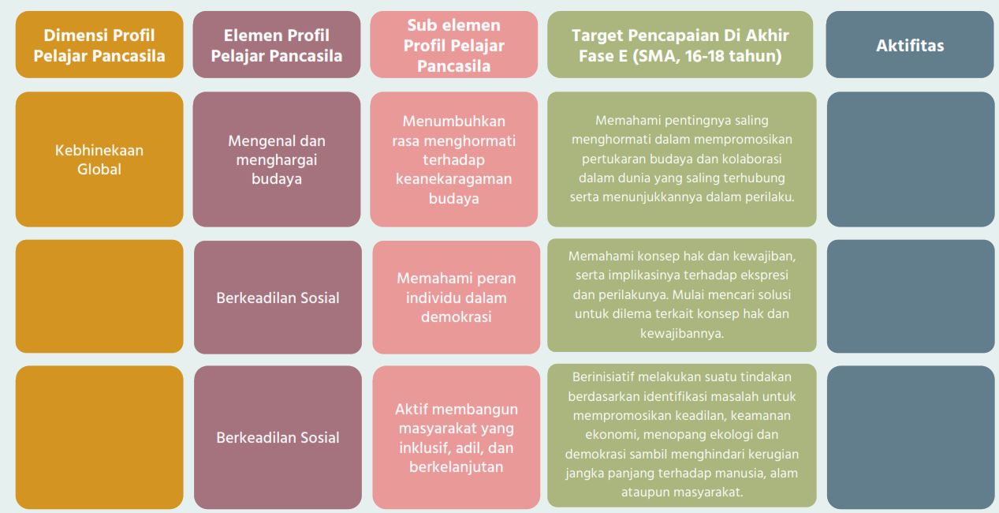 Dimensi Profil
Pelajar Pancasila
Elemen Profil
Pelajar Pancasila
Sub elemen
Profil Pelajar
Pancasila
Target Pencapaian Di Akhir
Fase E (SMA, 16-18 tahun)
Aktifitas
Kebhinekaan
Global
Mengenal dan
menghargai
budaya
Menumbuhkan
rasa menghormati
terhadap
keanekaragaman
budaya
Memahami pentingnya saling
menghormati dalam mempromosikan
pertukaran budaya dan kolaborasi
dalam dunia yang saling terhubung
serta menunjukkannya dalam perilaku.
Berkeadilan Sosial
Memahami peran
individu dalam
demokrasi
Memahami konsep hak dan kewajiban,
serta implikasinya terhadap ekspresi
dan perilakunya. Mulai mencari solusi
untuk dilema terkait konsep hak dan
kewajibannya.
Berkeadilan Sosial
Aktif membangun
masyarakat yang
inklusif, adil, dan
berkelanjutan
Berinisiatif melakukan suatu tindakan
berdasarkan identifikasi masalah untuk
mempromosikan keadilan, keamanan
ekonomi, menopang ekologi dan
demokrasi sambil menghindari kerugian
jangka panjang terhadap manusia, alam
ataupun masyarakat.